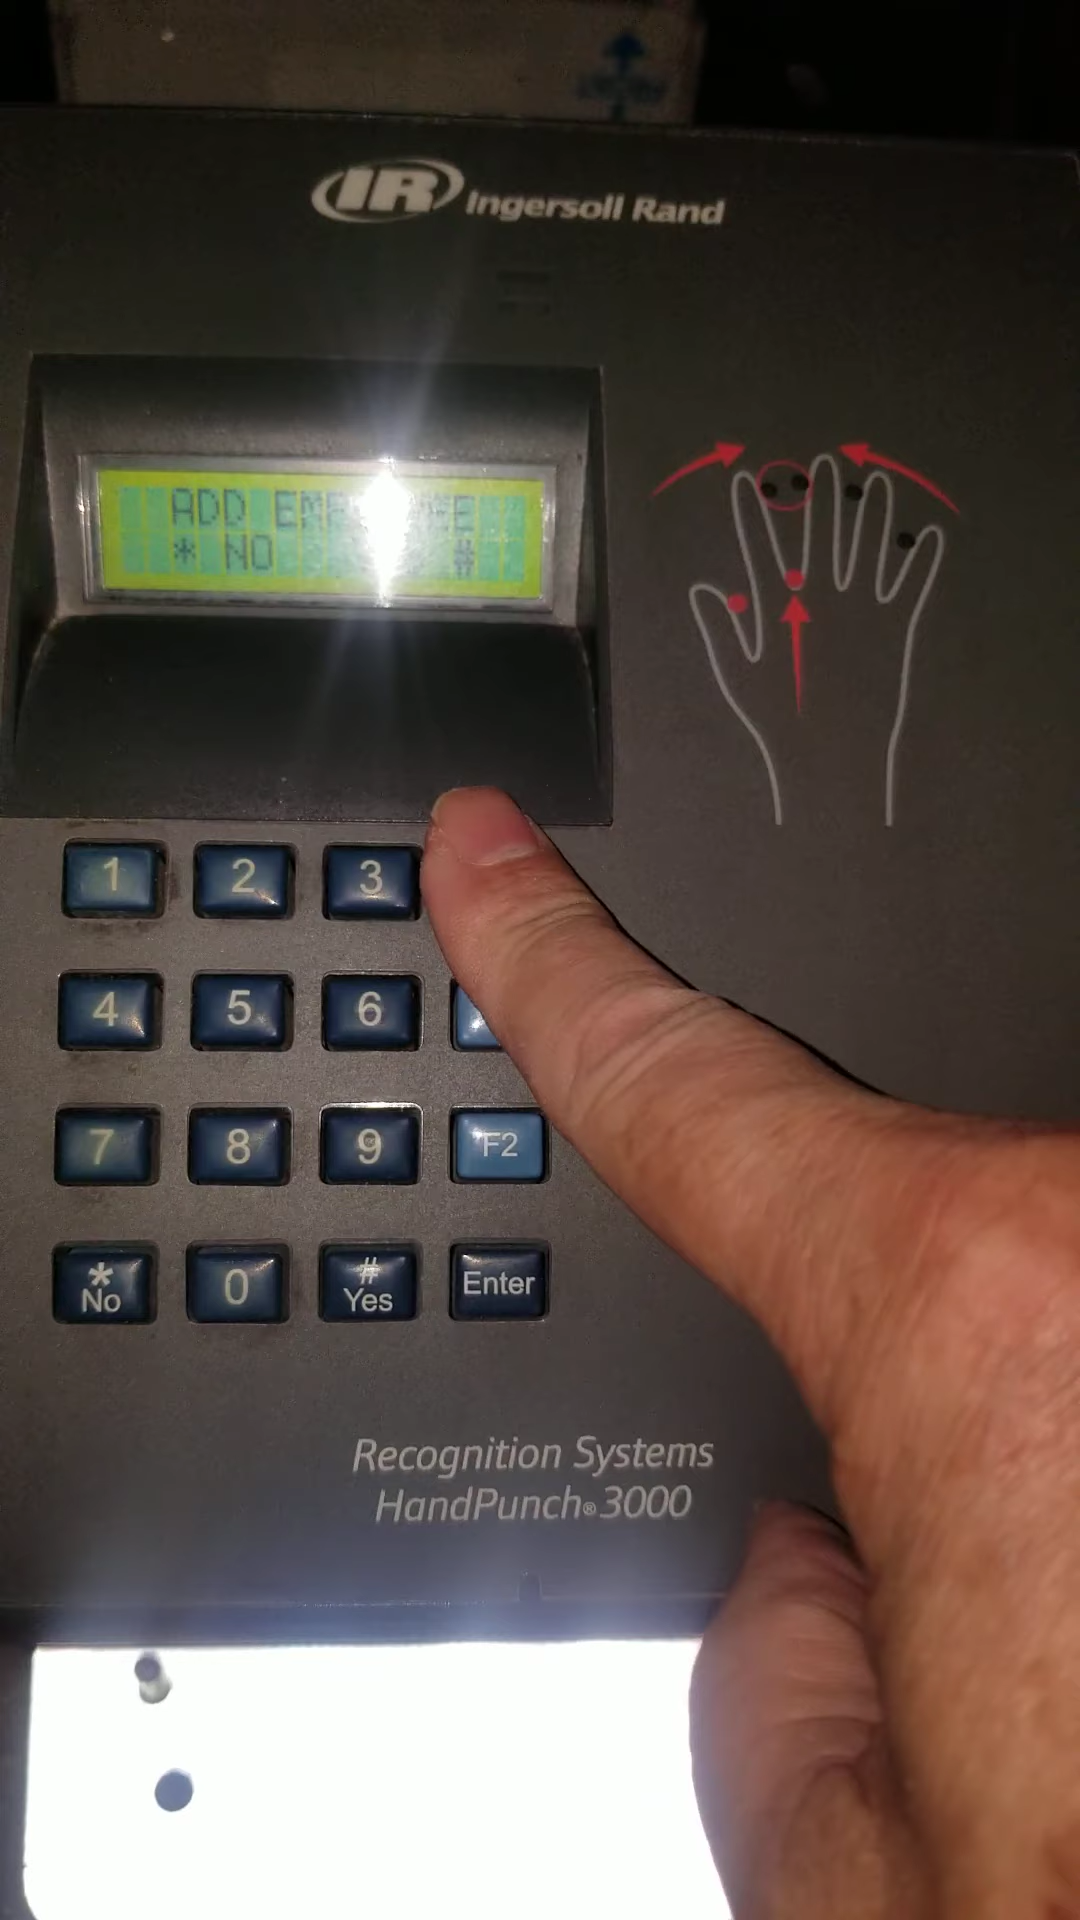 IR Ingersoll Rand
ADD
* NO #
1 2 3
4 5 6
7 8 9 F2
* 0 # Enter
No Yes
Recognition Systems
HandPunch® 3000